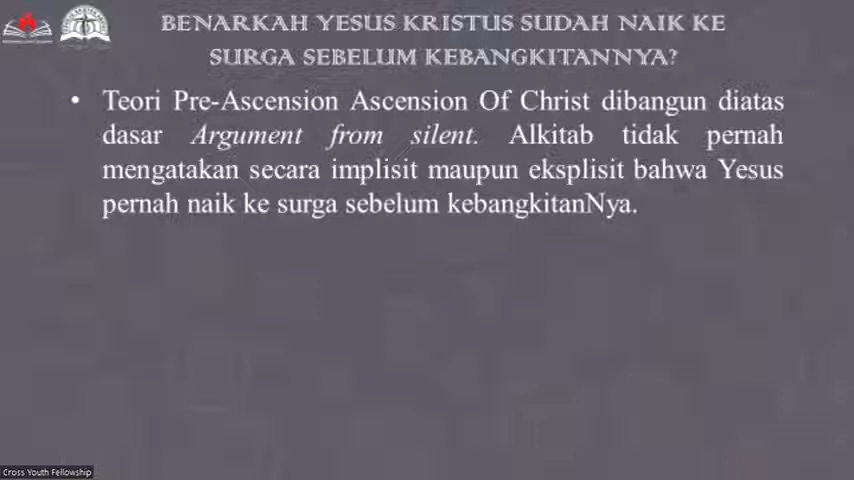 BENARKAH YESUS KRISTUS SUDAH NAIK KE
SURGA SEBELUM KEBANGKITANNYA?
• Teori Pre-Ascension Ascension Of Christ dibangun diatas
dasar Argument from silent. Alkitab tidak pernah
mengatakan secara implisit maupun eksplisit bahwa Yesus
pernah naik ke surga sebelum kebangkitanNya.
Cross Youth Fellowship